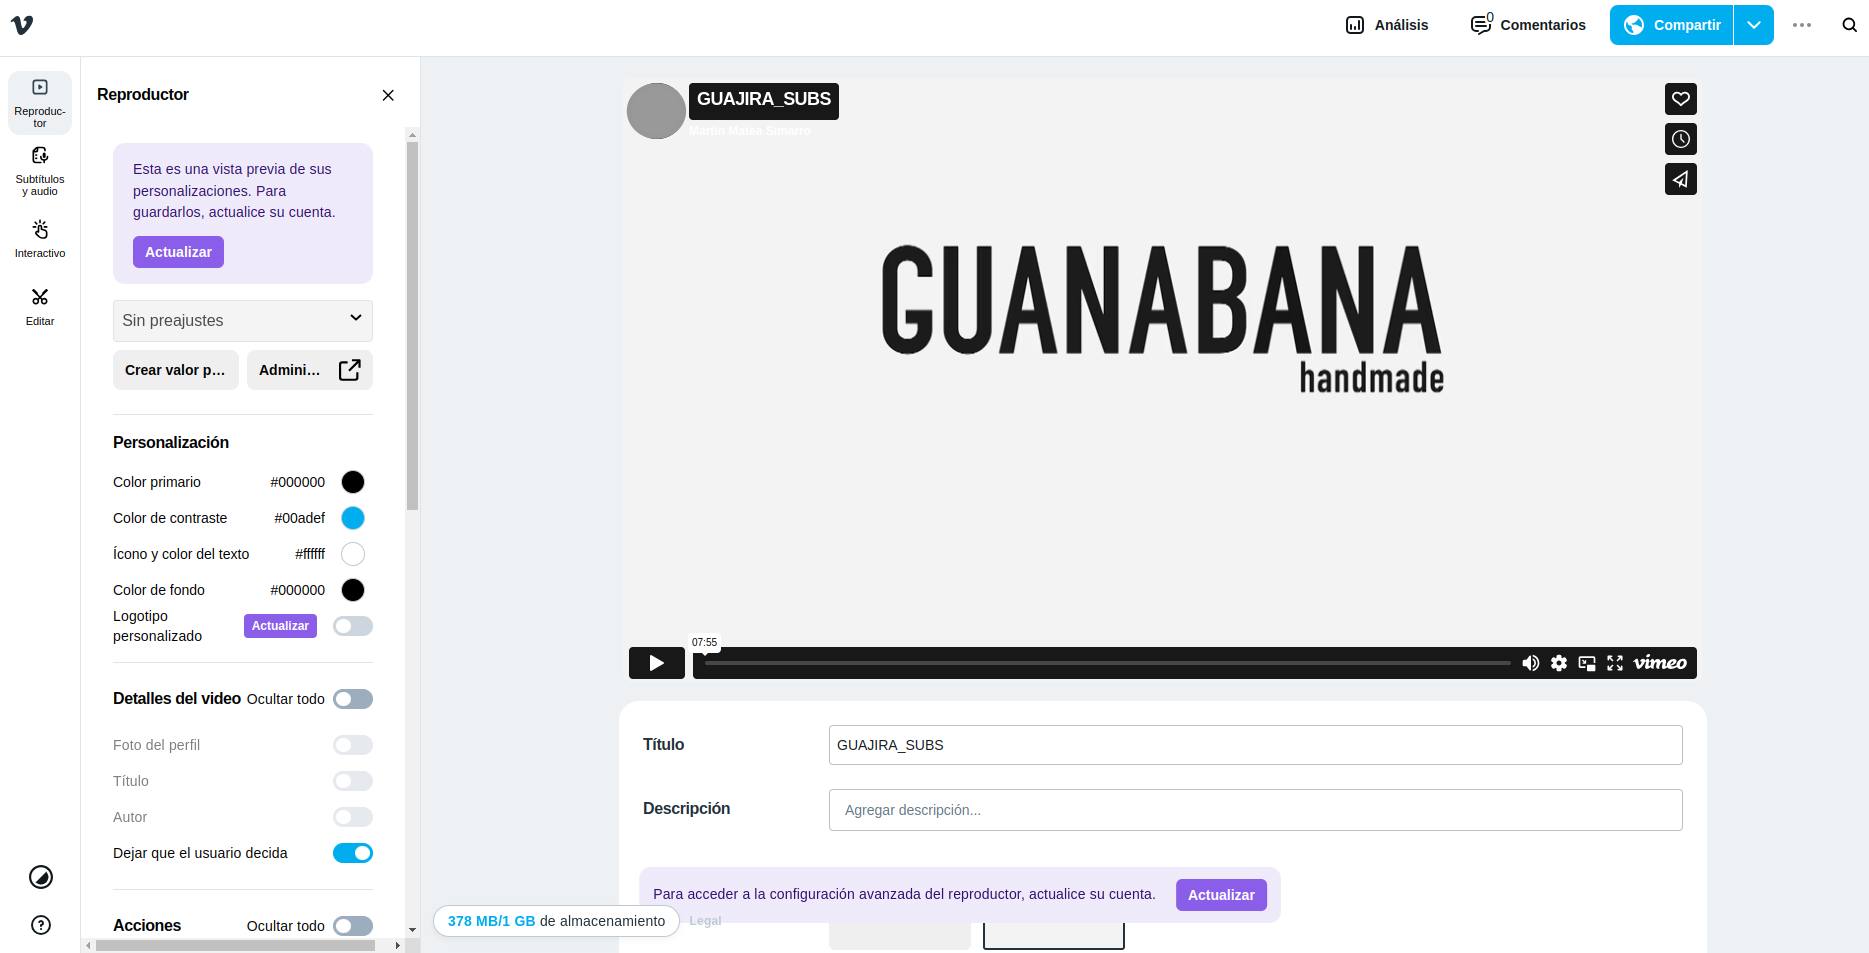 Análisis
0
Comentarios
Compartir
Reproduc-
tor
Subtítulos
y audio
Interactivo
Editar
Reproductor
Esta es una vista previa de sus
personalizaciones. Para
guardarlos, actualice su cuenta.
Actualizar
Sin preajustes
Crear valor p...
Admini...
Personalización
Color primario #000000
Color de contraste #00adef
Ícono y color del texto #ffffff
Color de fondo #000000
Logotipo
personalizado
Actualizar
Detalles del video Ocultar todo
Foto del perfil
Título
Autor
Dejar que el usuario decida
Acciones Ocultar todo
GUAJIRA_SUBS
Martin Matea Simarro
GUANABANA
handmade
07:55
vimeo
Título GUAJIRA_SUBS
Descripción Agregar descripción...
Para acceder a la configuración avanzada del reproductor, actualice su cuenta. Actualizar
378 MB/1 GB de almacenamiento
Legal